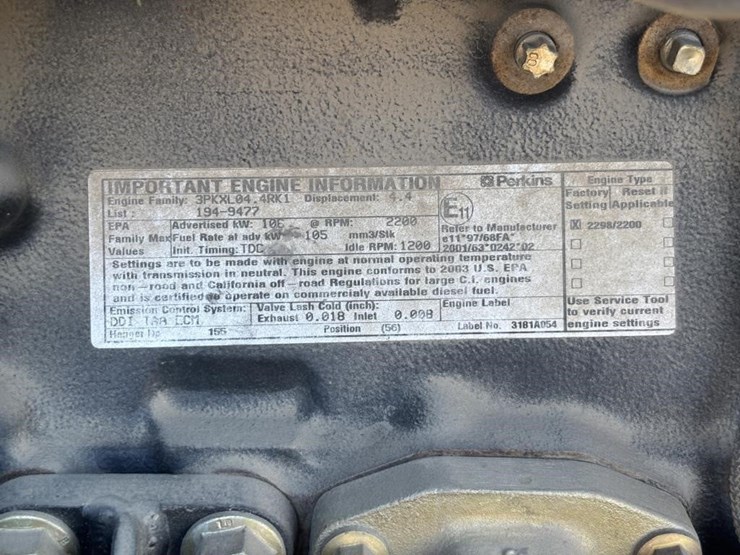 IMPORTANT ENGINE INFORMATION Perkins
Engine Family: 3PKXL04.4RK1 Displacement: 4.4
List: 194-9477
EPA Advertised kW: 106 @ RPM: 2200
Family Max Fuel Rate at adv kW 105 mm3/Stk
Values Init. Timing: TDC Idle RPM: 1200
E11
Refer to Manufacturer
e11*97/68FA*
2001/63*0242*02
Settings are to be made with engine at normal operating temperature
with transmission in neutral. This engine conforms to 2003 U.S. EPA
non-road and California off-road Regulations for large C.I. engines
and is certified to operate on commercialy available diesel fuel.
Emission Control System: Valve Lash Cold (inch): Engine Label
DDI TAA ECM Exhaust 0.018 Inlet 0.008
Hanger No 155 Position (56) Label No. 3181A054
Engine Type
Factory Reset if
Setting Applicable
2298/2200
Use Service Tool
to verify current
engine settings
8